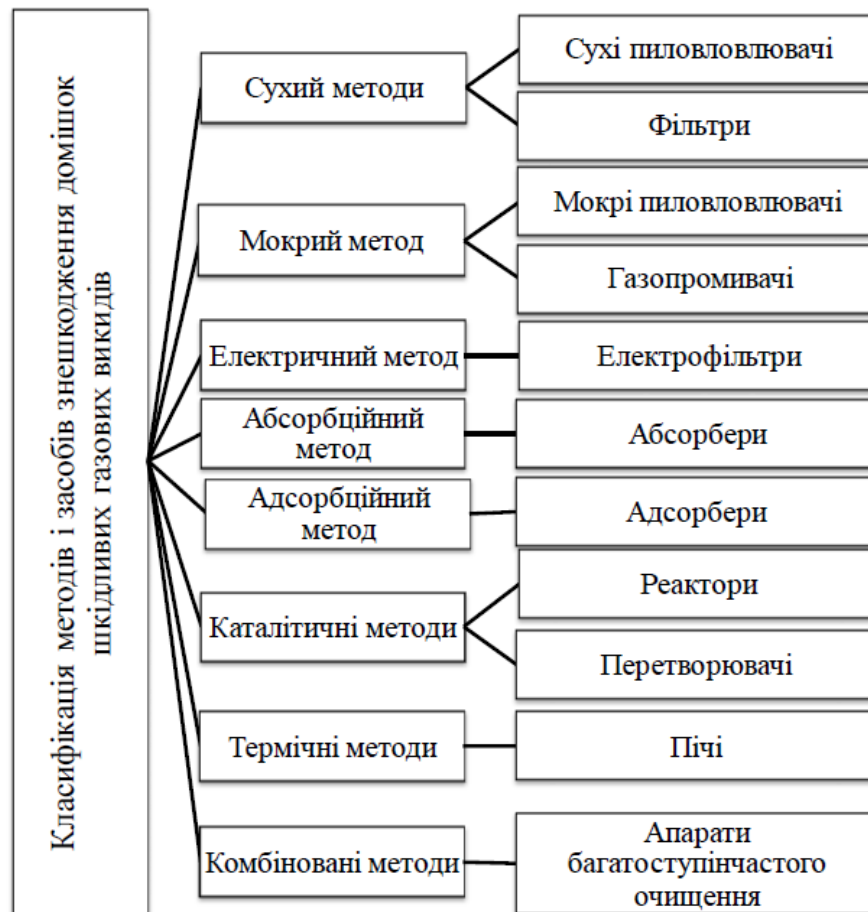 Класифікація методів і засобів знешкодження домішок
шкідливих газових викидів
Сухий методи
Сухі пиловловлювачі
Фільтри
Мокрий метод
Мокрі пиловловлювачі
Газопромивачі
Електричний метод
Електрофільтри
Абсорбційний
метод
Абсорбери
Адсорбційний
метод
Адсорбери
Каталітичні методи
Реактори
Перетворювачі
Термічні методи
Пічі
Комбіновані методи
Апарати
багатоступінчастого
очищення